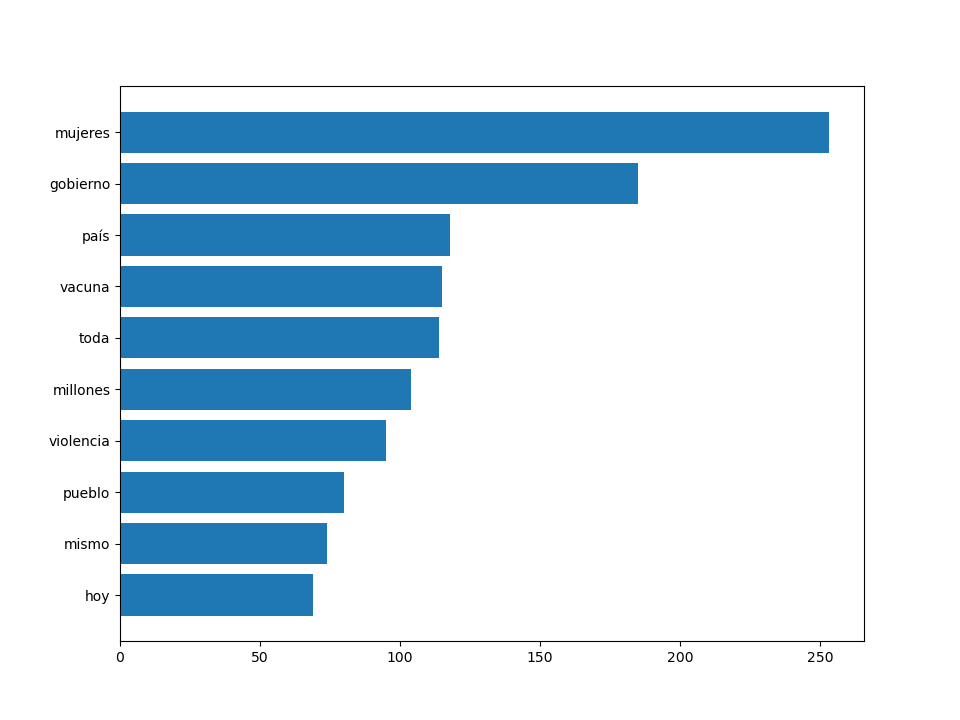 mujeres
gobierno
país
vacuna
toda
millones
violencia
pueblo
mismo
hoy
0 50 100 150 200 250